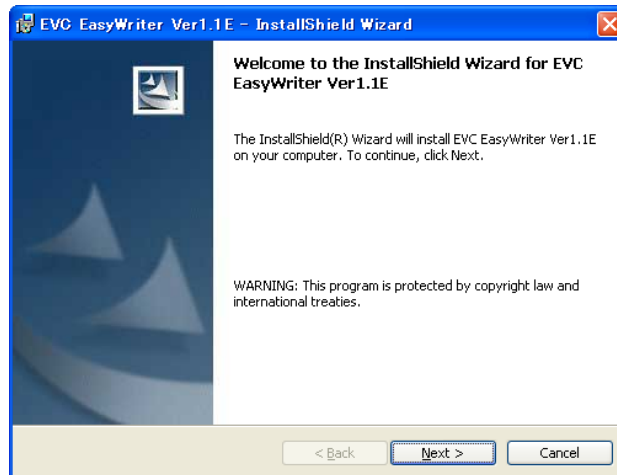 EVC EasyWriter Ver1.1E - InstallShield Wizard
Welcome to the InstallShield Wizard for EVC
EasyWriter Ver1.1E
The InstallShield(R) Wizard will install EVC EasyWriter Ver1.1E
on your computer. To continue, click Next.
WARNING: This program is protected by copyright law and
international treaties.
< Back
Next >
Cancel